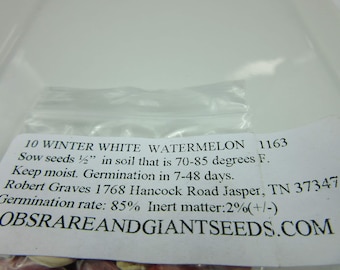 10 WINTER WHITE WATERMELON 1163
Sow seeds ½” in soil that is 70-85 degrees F.
Keep moist. Germination in 7-48 days.
Robert Graves 1768 Hancock Road Jasper, TN 37347
Germination rate: 85% Inert matter:2%(+/-)
OBSRAREANDGIANTSEEDS.COM